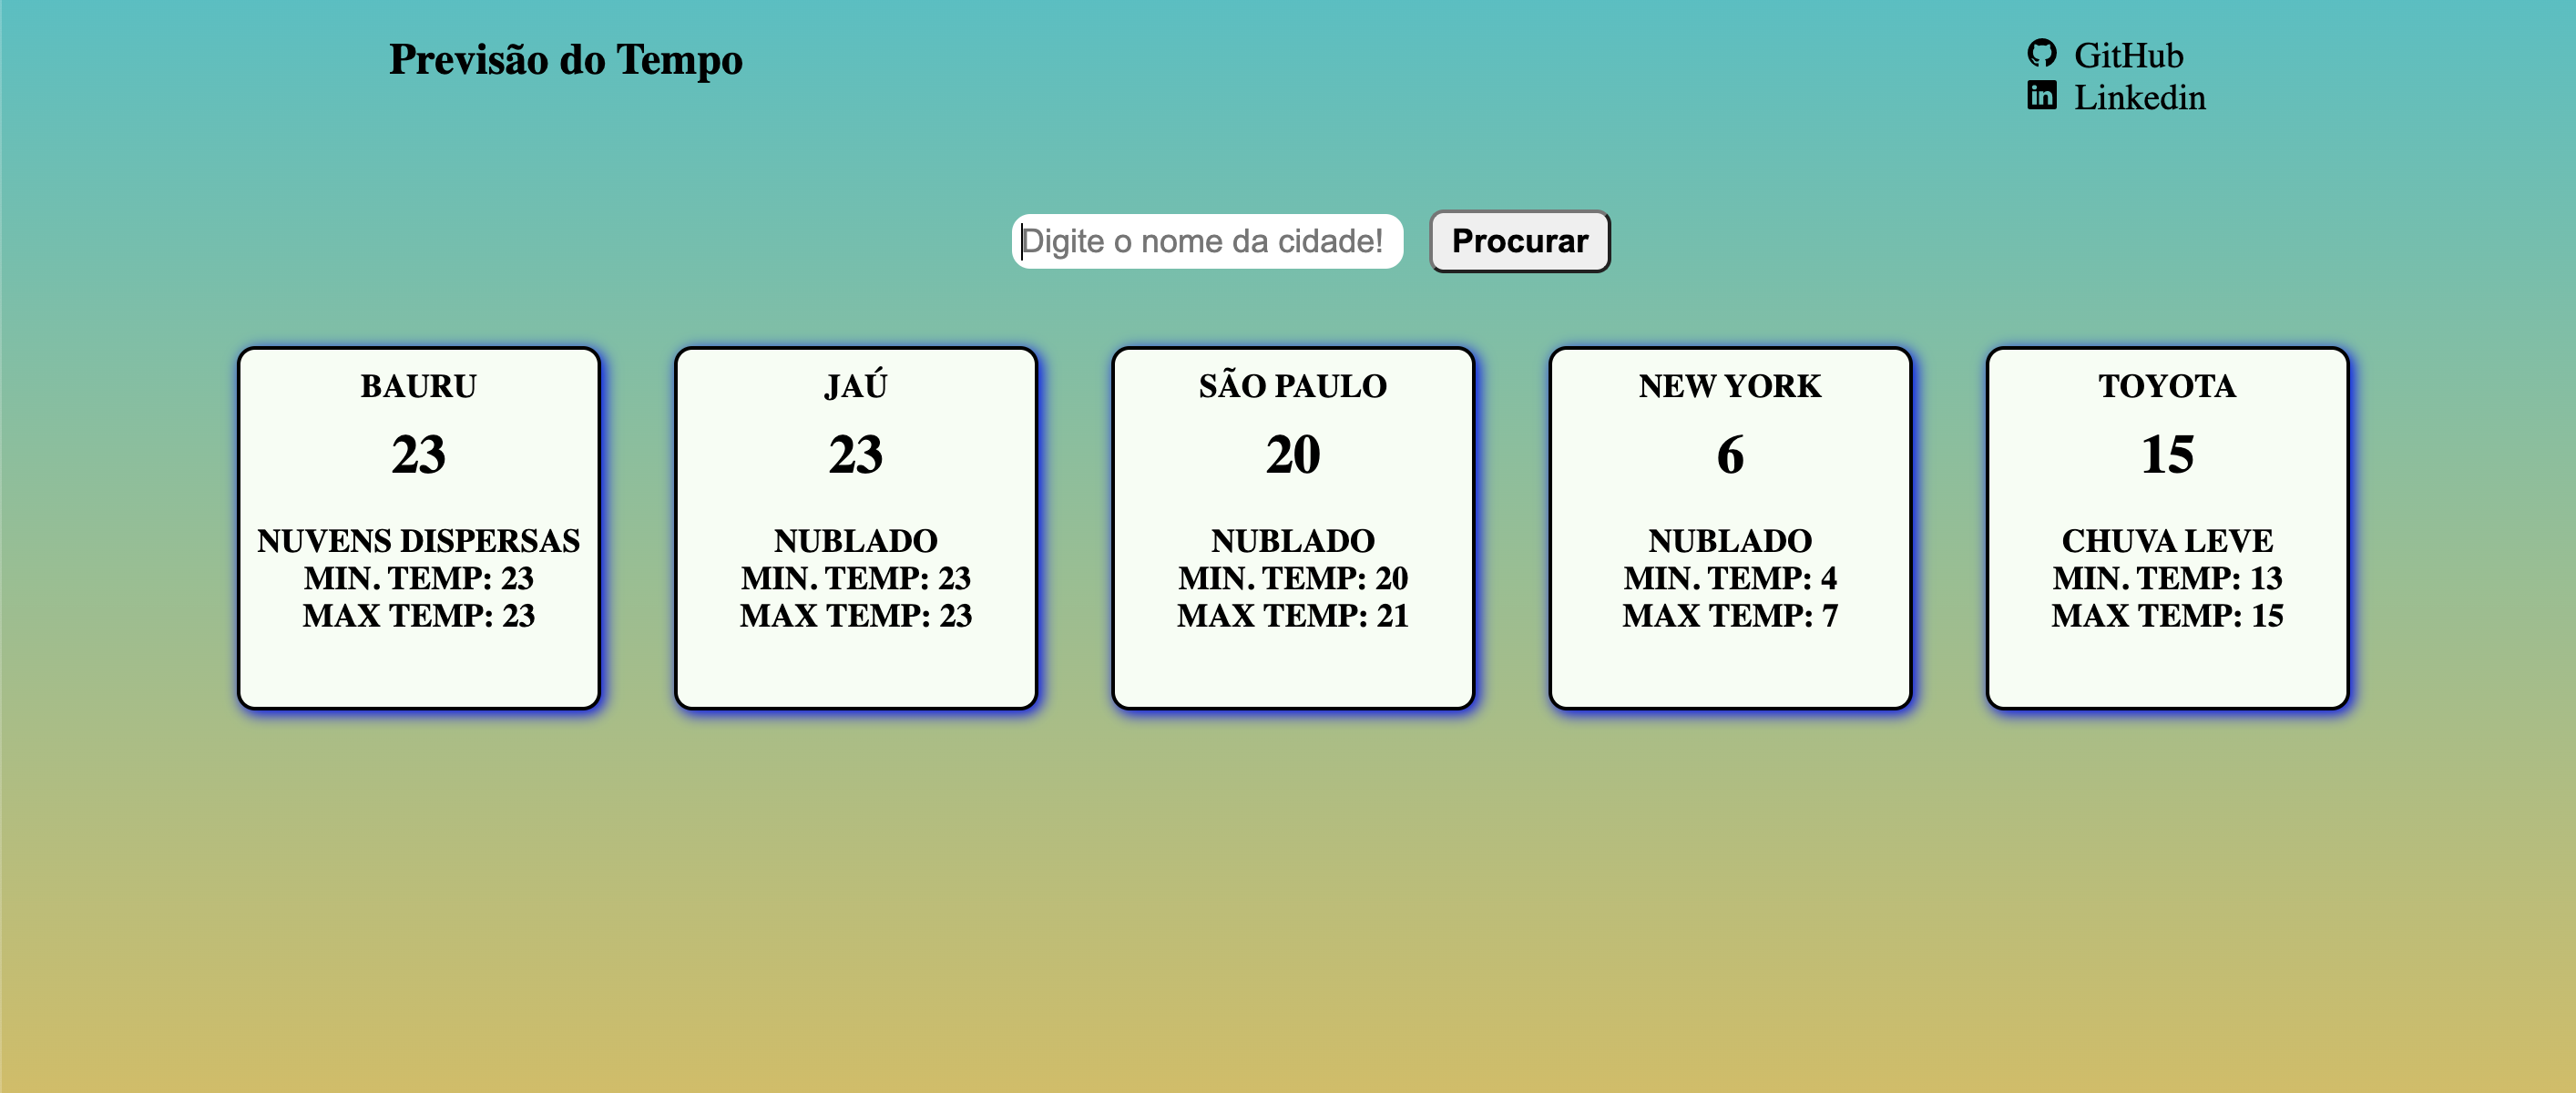 Previsão do Tempo
GitHub
Linkedin
Digite o nome da cidade!
Procurar
BAURU
23
NUVENS DISPERSAS
MIN. TEMP: 23
MAX TEMP: 23
JAÚ
23
NUBLADO
MIN. TEMP: 23
MAX TEMP: 23
SÃO PAULO
20
NUBLADO
MIN. TEMP: 20
MAX TEMP: 21
NEW YORK
6
NUBLADO
MIN. TEMP: 4
MAX TEMP: 7
TOYOTA
15
CHUVA LEVE
MIN. TEMP: 13
MAX TEMP: 15